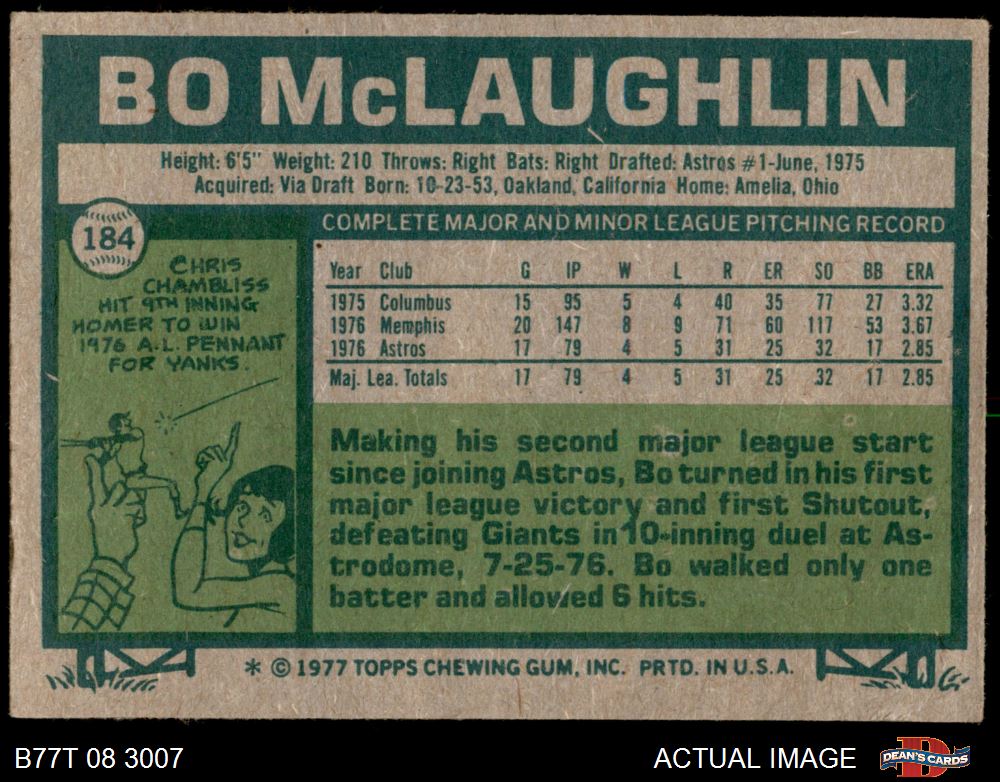 BO McLAUGHLIN
Height: 6'5" Weight: 210 Throws: Right Bats: Right Drafted: Astros #1-June, 1975
Acquired: Via Draft Born: 10-23-53, Oakland, California Home: Amelia, Ohio
184
CHRIS
CHAMBLISS
HIT 9TH INNING
HOMER TO WIN
1976 A.L. PENNANT
FOR YANKS.
COMPLETE MAJOR AND MINOR LEAGUE PITCHING RECORD
Year Club G IP W L R ER SO BB ERA
1975 Columbus 15 95 5 4 40 35 77 27 3.32
1976 Memphis 20 147 8 9 71 60 117 53 3.67
1976 Astros 17 79 4 5 31 25 32 17 2.85
Maj. Lea. Totals 17 79 4 5 31 25 32 17 2.85
Making his second major league start
since joining Astros, Bo turned in his first
major league victory and first Shutout,
defeating Giants in 10-inning duel at As-
trodome, 7-25-76. Bo walked only one
batter and allowed 6 hits.
* © 1977 TOPPS CHEWING GUM, INC. PRTD. IN U.S.A.
B77T 08 3007
ACTUAL IMAGE
D
DEAN'S CARDS